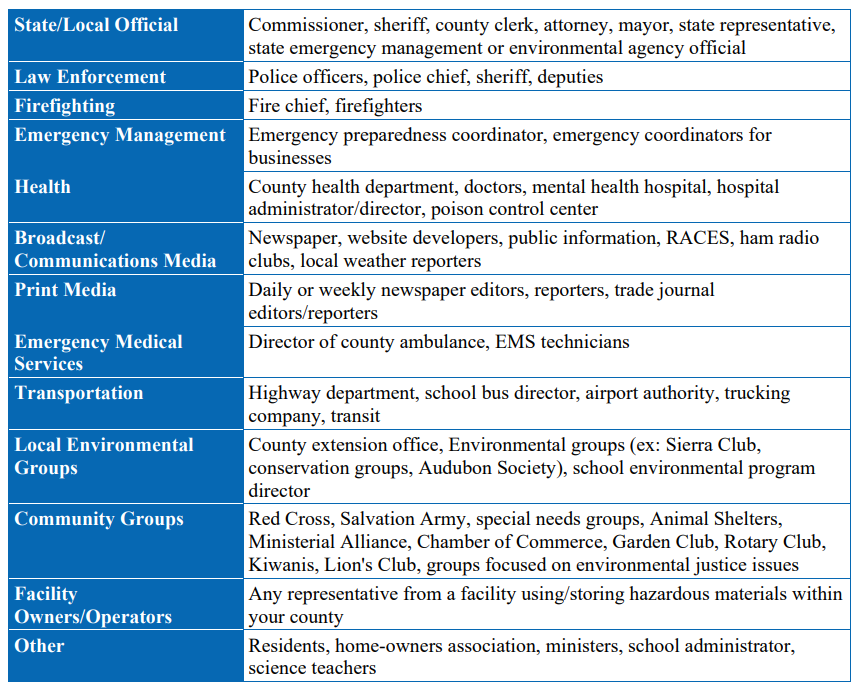 State/Local Official
Commissioner, sheriff, county clerk, attorney, mayor, state representative,
state emergency management or environmental agency official
Law Enforcement
Police officers, police chief, sheriff, deputies
Firefighting
Fire chief, firefighters
Emergency Management
Emergency preparedness coordinator, emergency coordinators for
businesses
Health
County health department, doctors, mental health hospital, hospital
administrator/director, poison control center
Broadcast/
Communications Media
Newspaper, website developers, public information, RACES, ham radio
clubs, local weather reporters
Print Media
Daily or weekly newspaper editors, reporters, trade journal
editors/reporters
Emergency Medical
Services
Director of county ambulance, EMS technicians
Transportation
Highway department, school bus director, airport authority, trucking
company, transit
Local Environmental
Groups
County extension office, Environmental groups (ex: Sierra Club,
conservation groups, Audubon Society), school environmental program
director
Community Groups
Red Cross, Salvation Army, special needs groups, Animal Shelters,
Ministerial Alliance, Chamber of Commerce, Garden Club, Rotary Club,
Kiwanis, Lion's Club, groups focused on environmental justice issues
Facility
Owners/Operators
Any representative from a facility using/storing hazardous materials within
your county
Other
Residents, home-owners association, ministers, school administrator,
science teachers